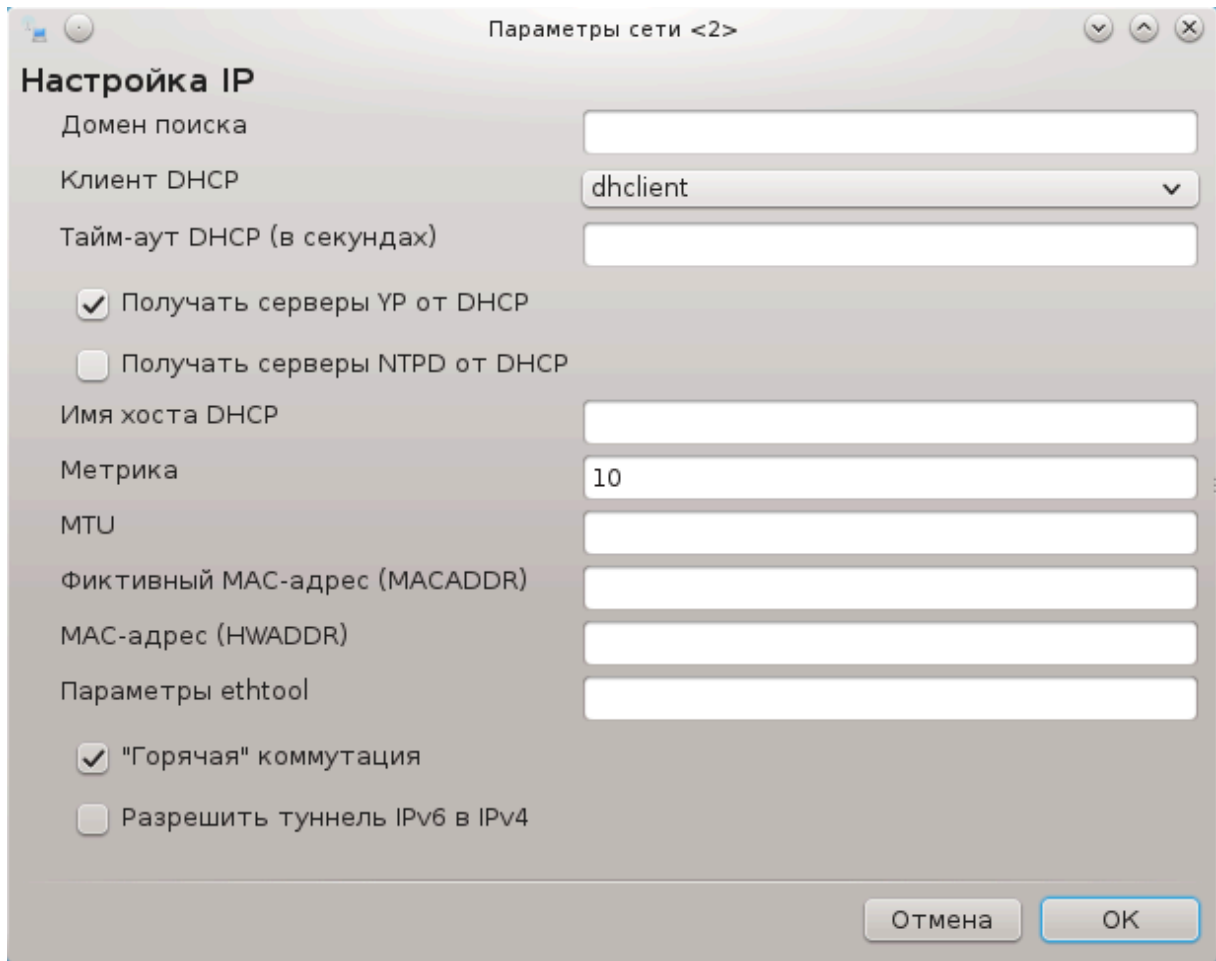 Параметры сети <2>
Настройка IP
Домен поиска
Клиент DHCP
dhclient
Тайм-аут DHCP (в секундах)
Получать серверы YP от DHCP
Получать серверы NTPD от DHCP
Имя хоста DHCP
Метрика
10
MTU
Фиктивный MAC-адрес (MACADDR)
MAC-адрес (HWADDR)
Параметры ethtool
"Горячая" коммутация
Разрешить туннель IPv6 в IPv4
Отмена
OK